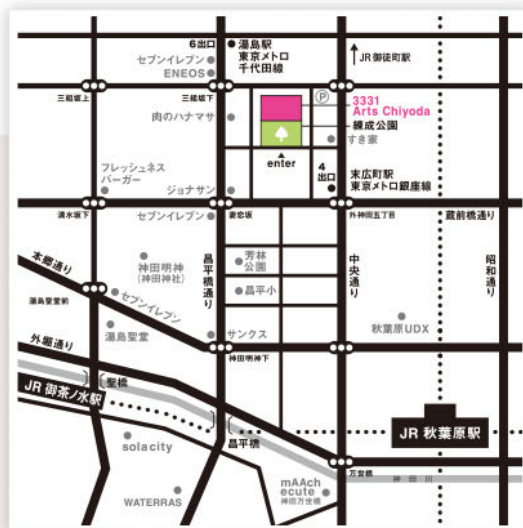 6出口
湯島駅
東京メトロ
千代田線
セブンイレブン
ENEOS
JR 御徒町駅
三組坂上
三組坂下
P
3331
Arts Chiyoda
練成公園
肉のハナマサ
すき家
enter
4
出口
末広町駅
東京メトロ銀座線
フレッシュネス
バーガー
ジョナサン
清水坂下
セブンイレブン
妻恋坂
外神田五丁目
蔵前橋通り
本郷通り
神田明神
(神田神社)
昌平橋通り
芳林
公園
昌平小
中央通り
昭和通り
湯島聖堂前
セブンイレブン
湯島聖堂
サンクス
秋葉原UDX
外堀通り
神田明神下
聖橋
JR 御茶ノ水駅
昌平橋
JR 秋葉原駅
solacity
万世橋
神田川
mAAch
ecute
神田万世橋
WATERRAS